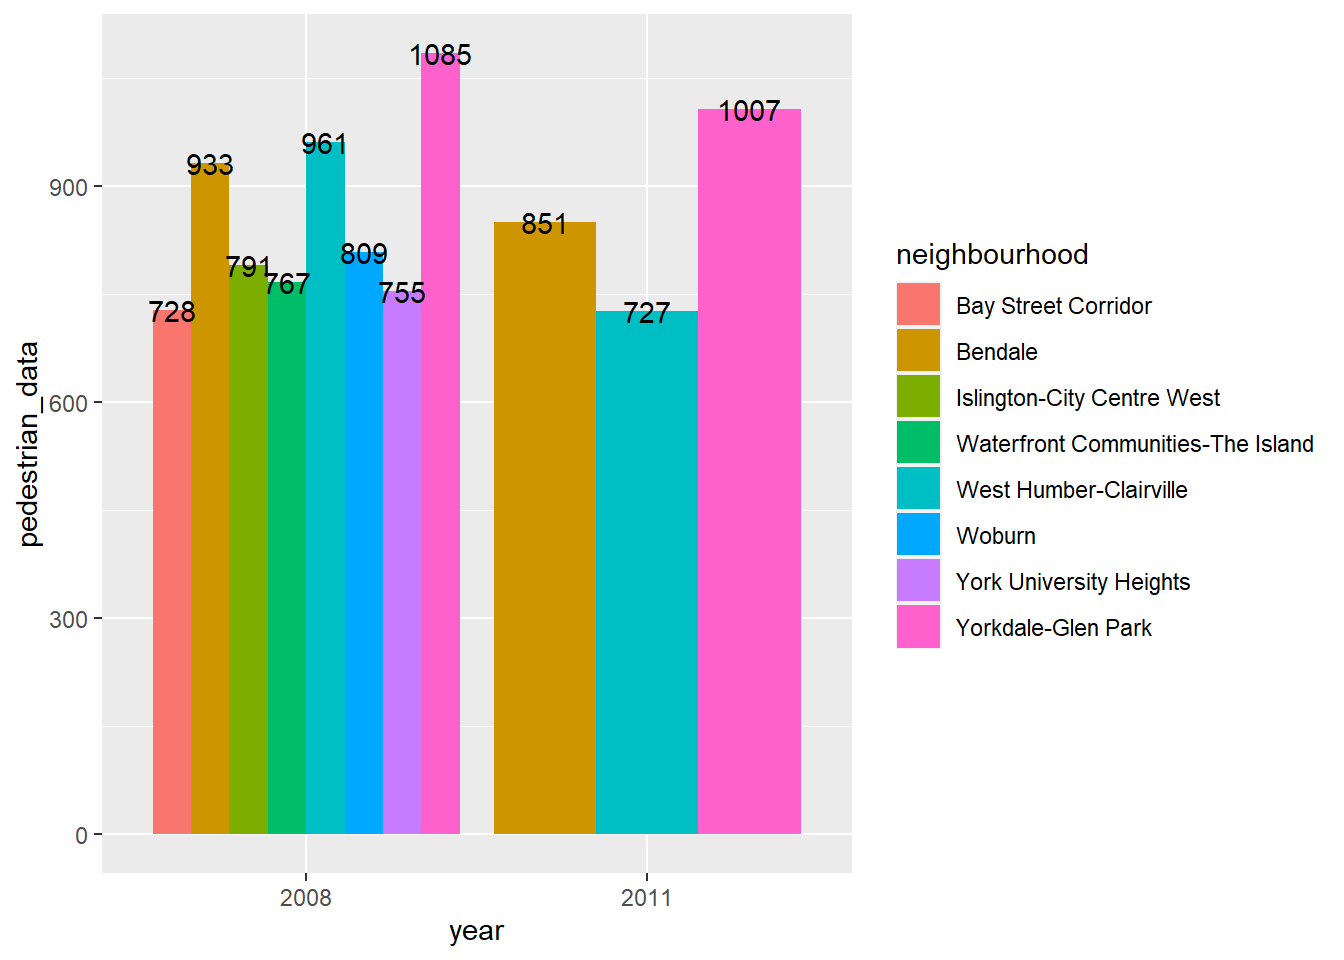 1085
1007
961
933
851
809
791
767
755
728
727
900
600
300
0
pedestrian_data
2008
2011
year
neighbourhood
Bay Street Corridor
Bendale
Islington-City Centre West
Waterfront Communities-The Island
West Humber-Clairville
Woburn
York University Heights
Yorkdale-Glen Park